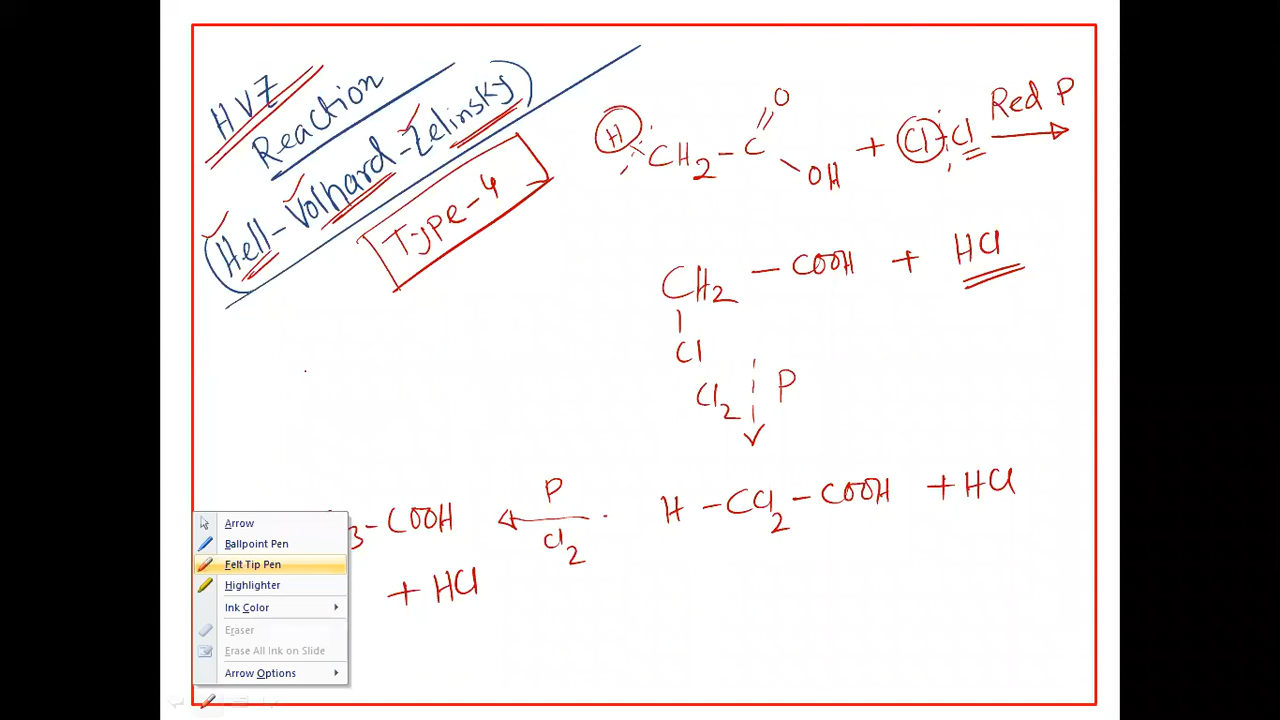 HVZ
Reaction
(Hell-Volhard-Zelinsky)
Type-4
H CH2-C O OH + Cl-Cl Red P
CH2 - COOH + HCl
Cl
Cl2 P
H - CCl2 - COOH + HCl
P
Cl2
3-COOH
+ HCl
Arrow
Ballpoint Pen
Felt Tip Pen
Highlighter
Ink Color
Eraser
Erase All Ink on Slide
Arrow Options